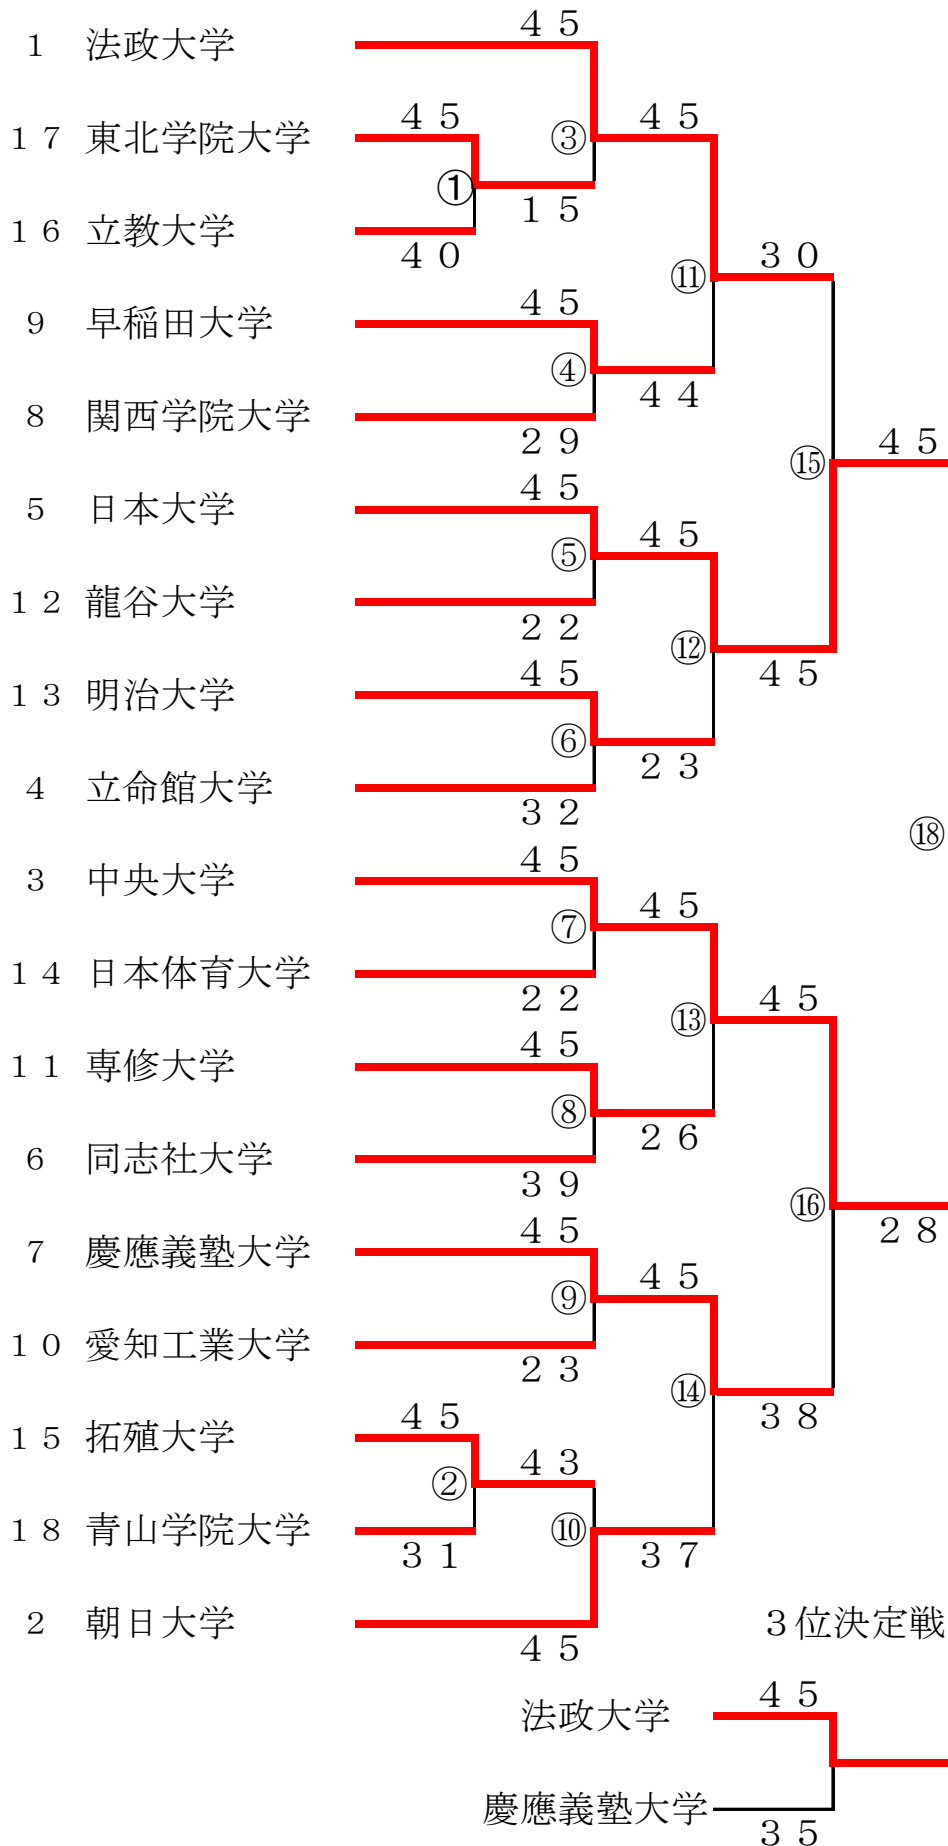 ４５
１ 法政大学
４５ ４５
１７ 東北学院大学 ③
① １５
１６ 立教大学
４０ ３０
⑪
４５
９ 早稲田大学
④ ４４
８ 関西学院大学
２９ ４５
⑮
４５
５ 日本大学
４５
⑤
１２ 龍谷大学
２２
⑫ ４５
４５
１３ 明治大学
⑥ ２３
４ 立命館大学
３２
⑱
４５
３ 中央大学
４５
⑦
１４ 日本体育大学
２２ ４５
⑬
４５
１１ 専修大学
⑧ ２６
６ 同志社大学
３９
⑯ ２８
４５
７ 慶應義塾大学
４５
⑨
１０ 愛知工業大学
２３
⑭ ３８
４５
１５ 拓殖大学
４３
②
１８ 青山学院大学 ⑩
３１ ３７
２ 朝日大学 ３位決定戦
４５
４５
法政大学
慶應義塾大学
３５